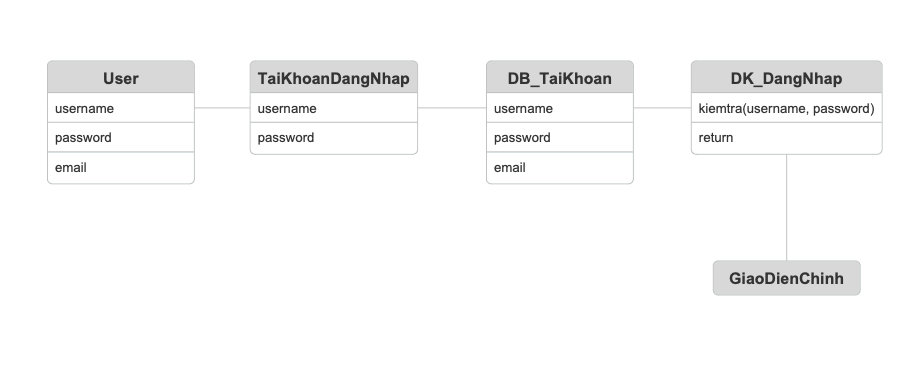 User
username
password
email
TaiKhoanDangNhap
username
password
DB_TaiKhoan
username
password
email
DK_DangNhap
kiemtra(username, password)
return
GiaoDienChinh